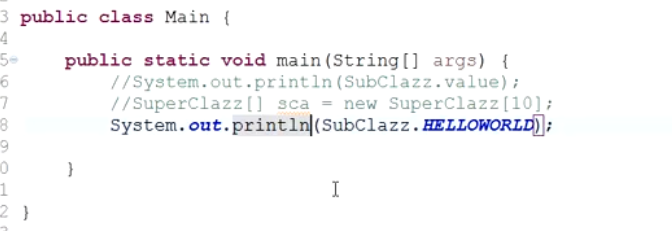 3 public class Main {
4
5 public static void main(String[] args) {
6 //System.out.println(SubClazz.value);
7 //SuperClazz[] sca = new SuperClazz[10];
8 System.out.println(SubClazz.HELLOWORLD);
9
0 }
1
2 }